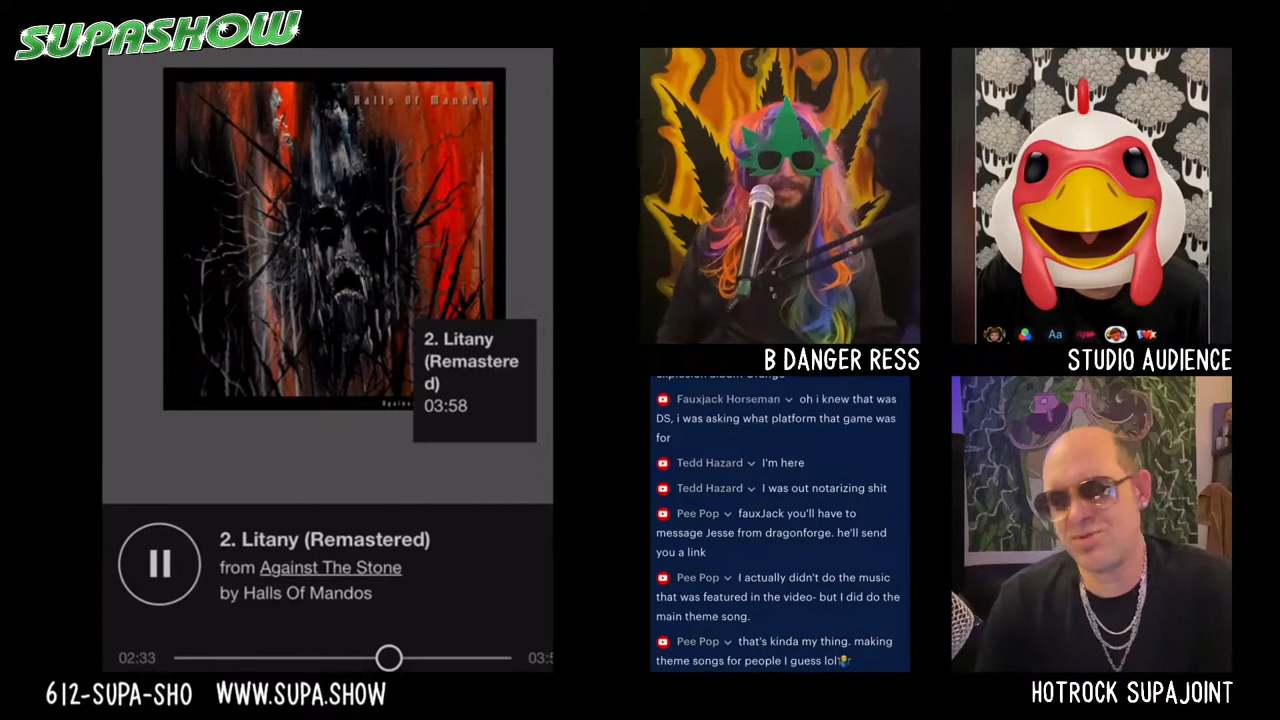 SUPASHOW
Halls Of Mandos
2. Litany
(Remastere
d)
03:58
2. Litany (Remastered)
from Against The Stone
by Halls Of Mandos
02:33
612-SUPA-SHO WWW.SUPA.SHOW
B DANGER RESS
STUDIO AUDIENCE
Aa
Fauxjack Horseman oh i knew that was
DS, i was asking what platform that game was
for
Tedd Hazard I'm here
Tedd Hazard I was out notarizing shit
Pee Pop fauxJack you'll have to
message Jesse from dragonforge. he'll send
you a link
Pee Pop I actually didn't do the music
that was featured in the video- but I did do the
main theme song.
Pee Pop that's kinda my thing. making
theme songs for people I guess lol🤷‍♂️
HOTROCK SUPAJOINT